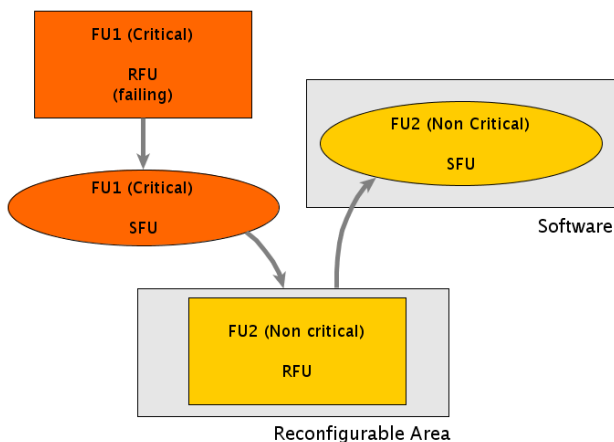 FU1 (Critical)
RFU
(failing)
FU2 (Non Critical)
SFU
Software
FU1 (Critical)
SFU
FU2 (Non critical)
RFU
Reconfigurable Area